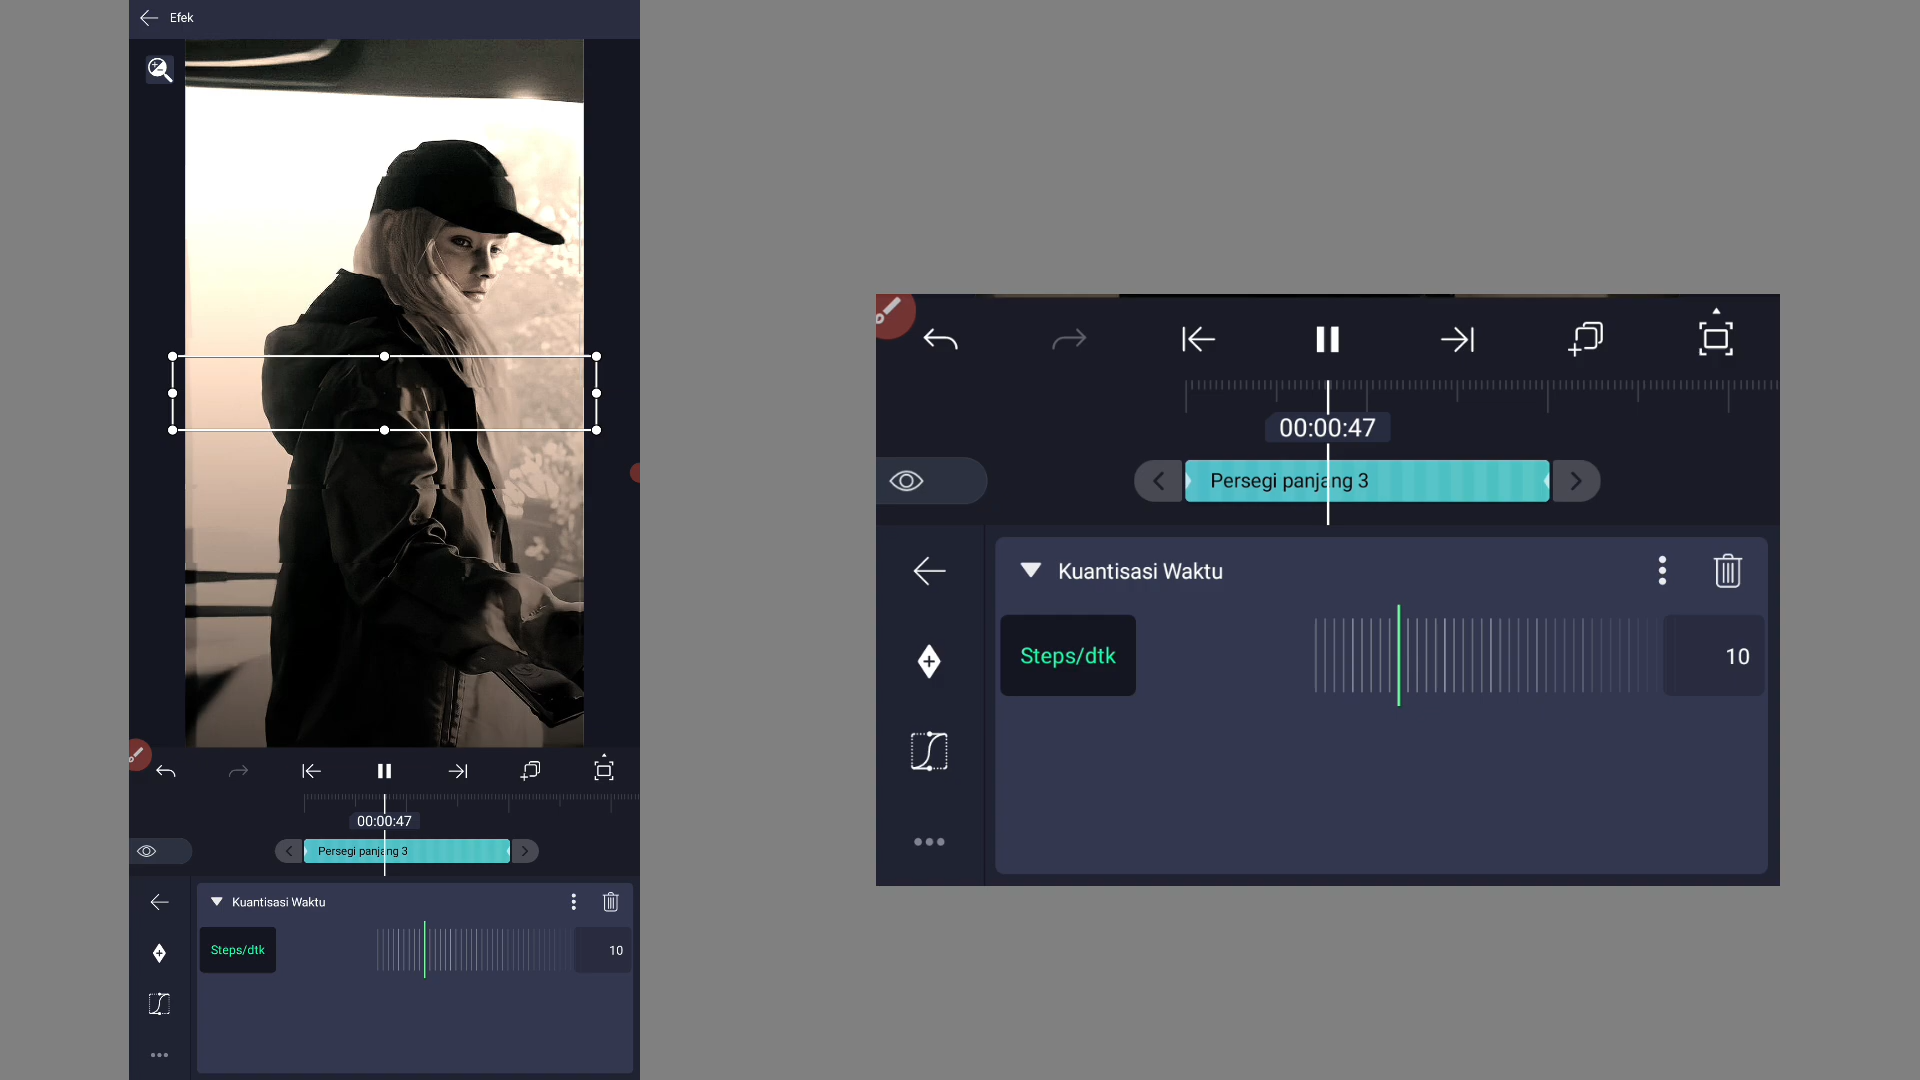 Efek
00:00:47
Persegi panjang 3
Kuantisasi Waktu
Steps/dtk
10
00:00:47
Persegi panjang 3
Kuantisasi Waktu
Steps/dtk
10